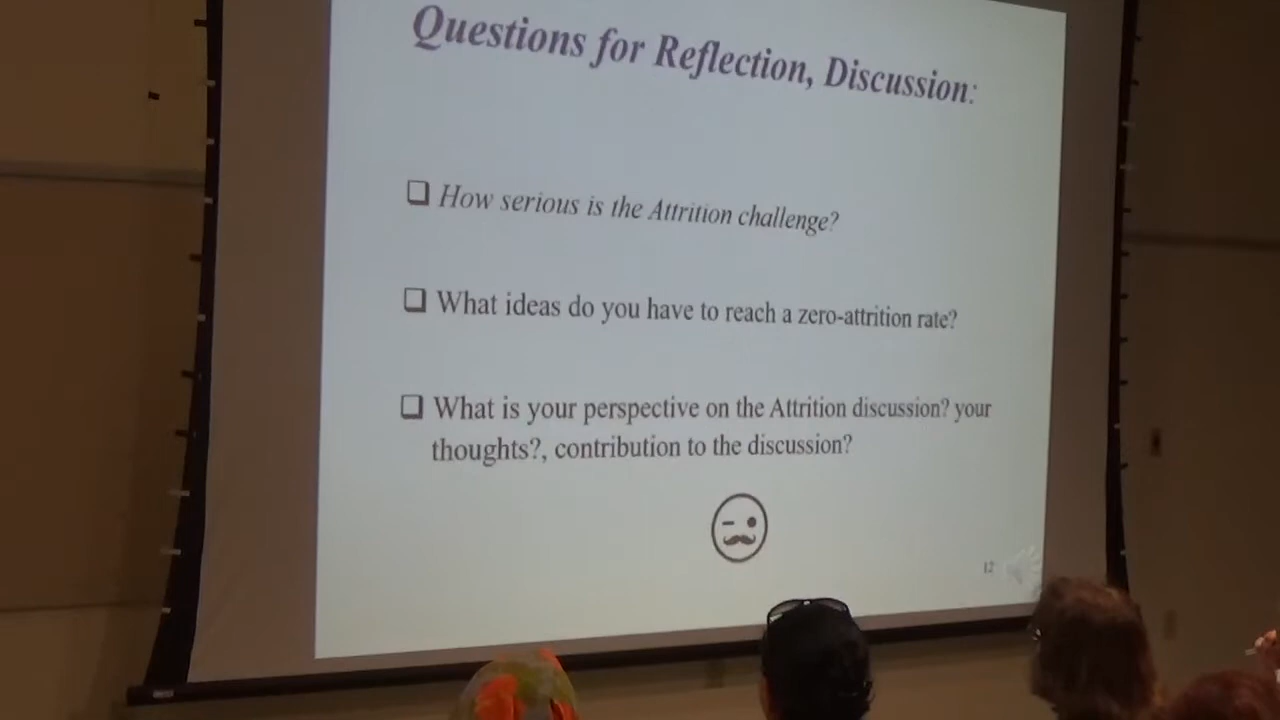 Questions for Reflection, Discussion:
How serious is the Attrition challenge?
What ideas do you have to reach a zero-attrition rate?
What is your perspective on the Attrition discussion? your
thoughts?, contribution to the discussion?
12